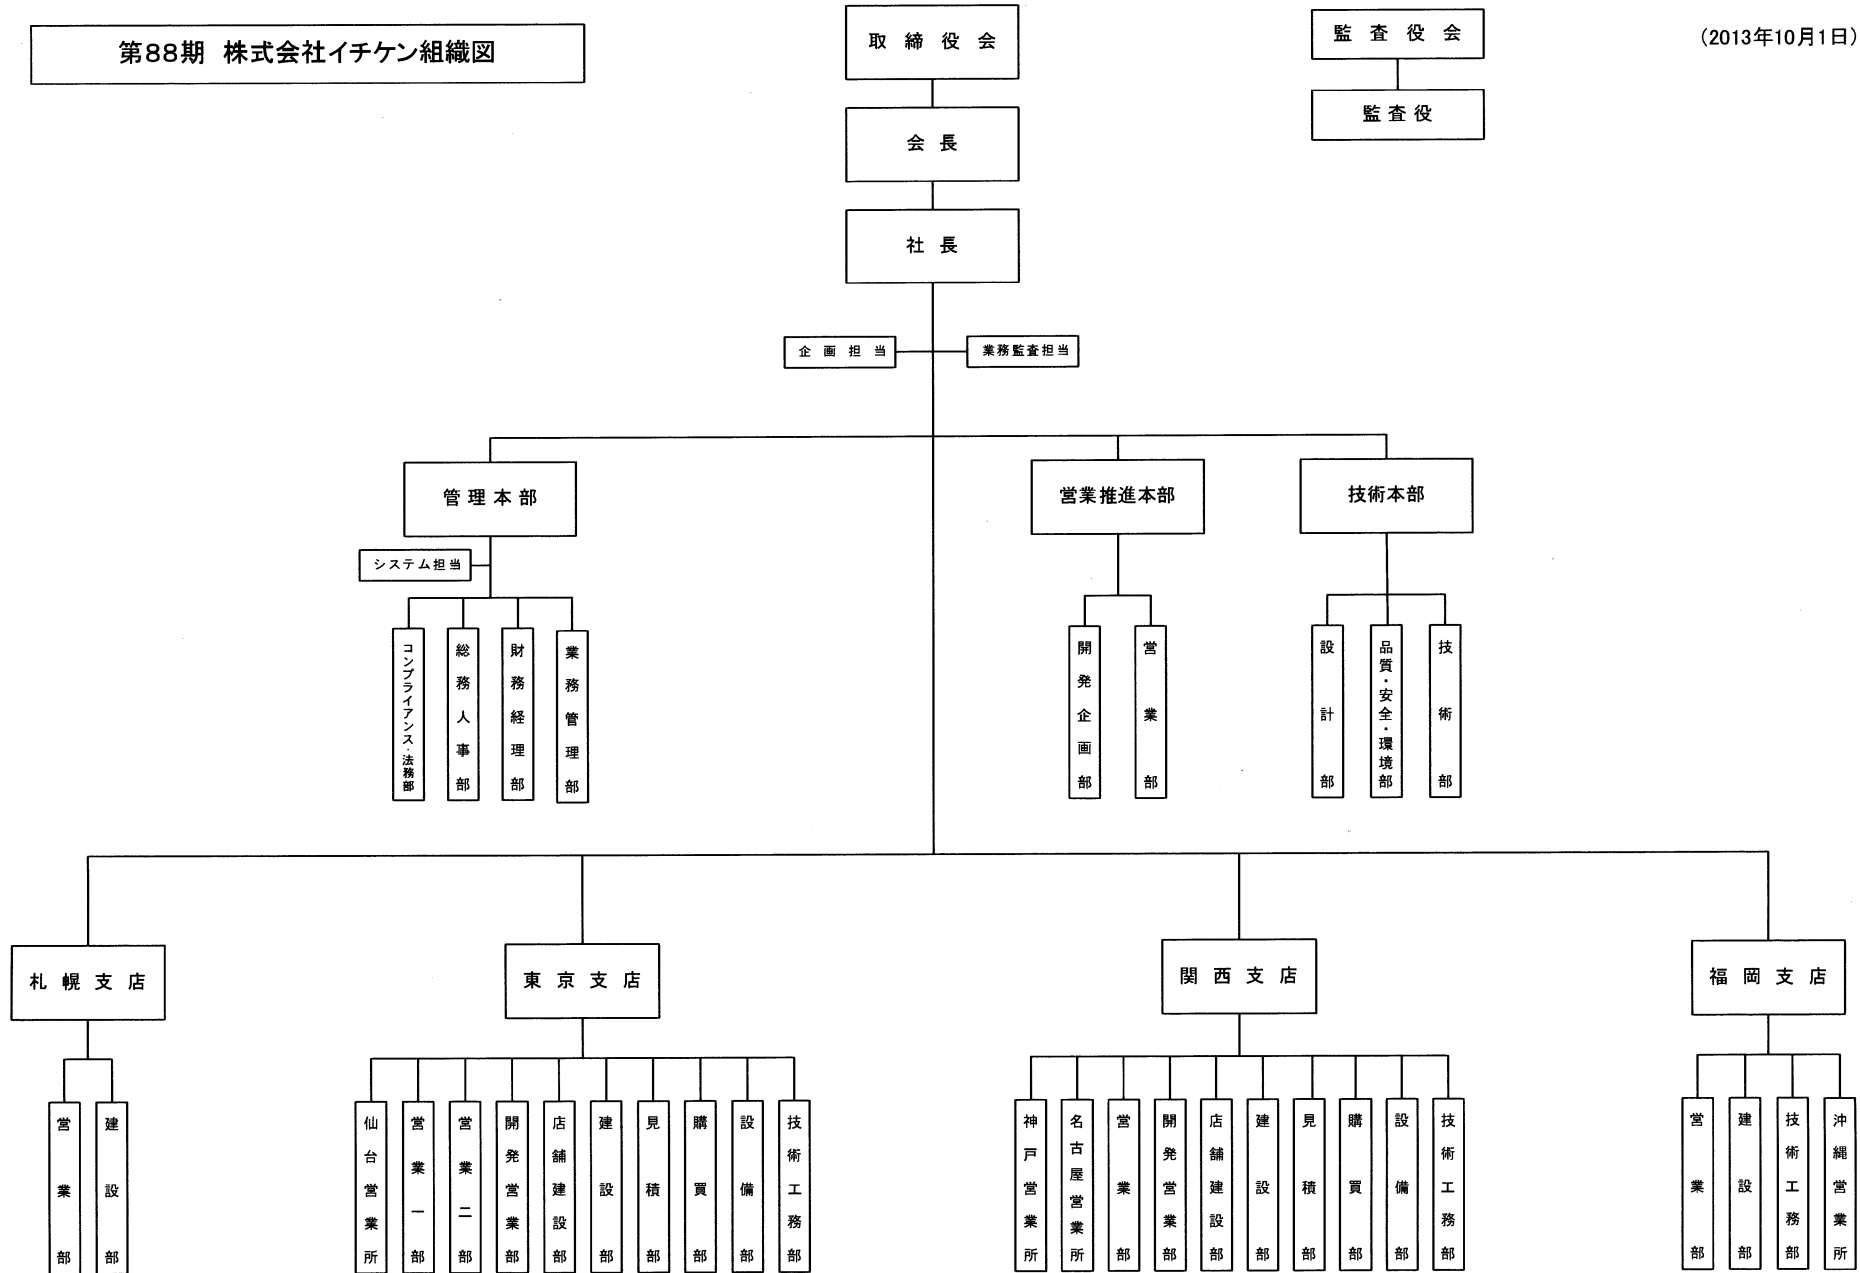 第88期 株式会社イチケン組織図
取締役会
監査役会
(2013年10月1日)
監査役
会長
社長
企画担当
業務監査担当
管理本部
営業推進本部
技術本部
システム担当
コンプライアンス・法務部
総務人事部
財務経理部
業務管理部
開発企画部
営業部
設計部
品質・安全・環境部
技術部
札幌支店
東京支店
関西支店
福岡支店
営業部
建設部
仙台営業所
営業一部
営業二部
開発営業部
店舗建設部
建設部
見積部
購買部
設備部
技術工務部
神戸営業所
名古屋営業所
営業部
開発営業部
店舗建設部
建設部
見積部
購買部
設備部
技術工務部
営業部
建設部
技術工務部
沖縄営業所